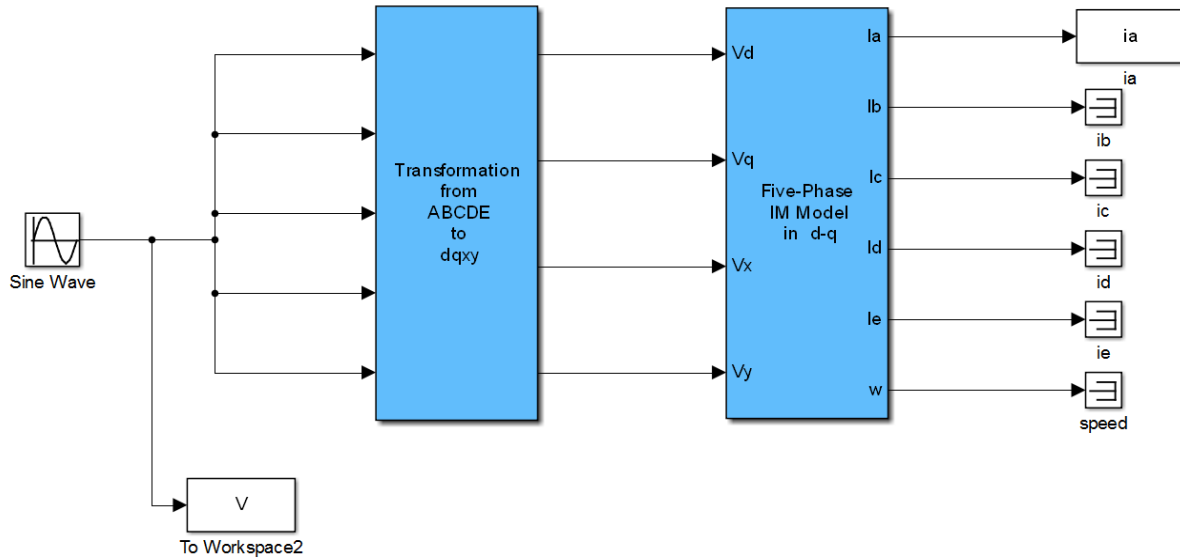 Sine Wave
V
To Workspace2
Transformation
from
ABCDE
to
dqxy
Vd
Vq
Vx
Vy
Five-Phase
IM Model
in d-q
Ia
Ib
Ic
Id
Ie
w
ia
ia
ib
ic
id
ie
speed